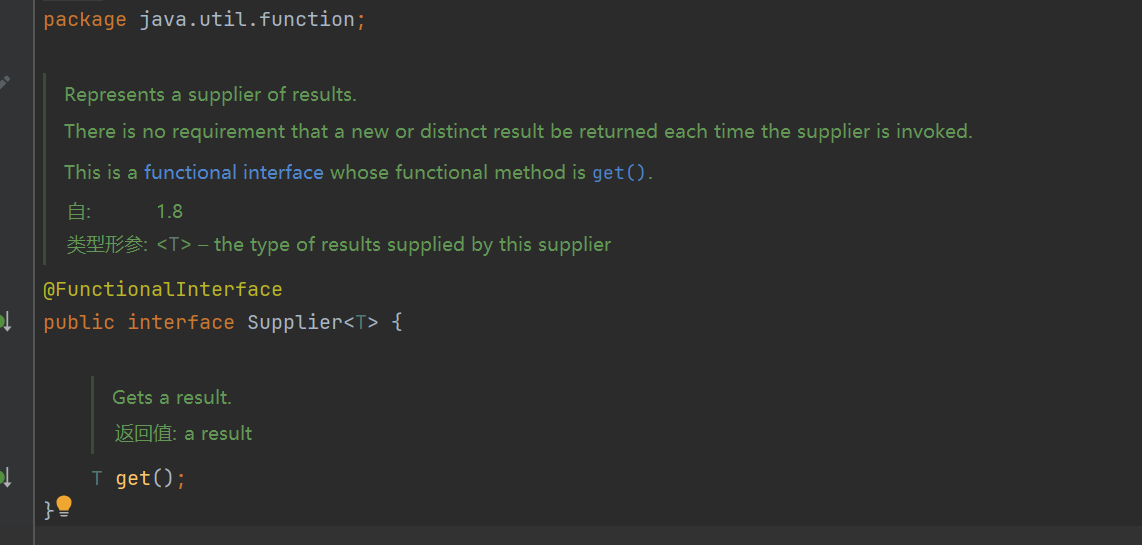 package java.util.function;
Represents a supplier of results.
There is no requirement that a new or distinct result be returned each time the supplier is invoked.
This is a functional interface whose functional method is get().
自: 1.8
类型形参: <T> – the type of results supplied by this supplier
@FunctionalInterface
public interface Supplier<T> {
Gets a result.
返回值: a result
T get();
}